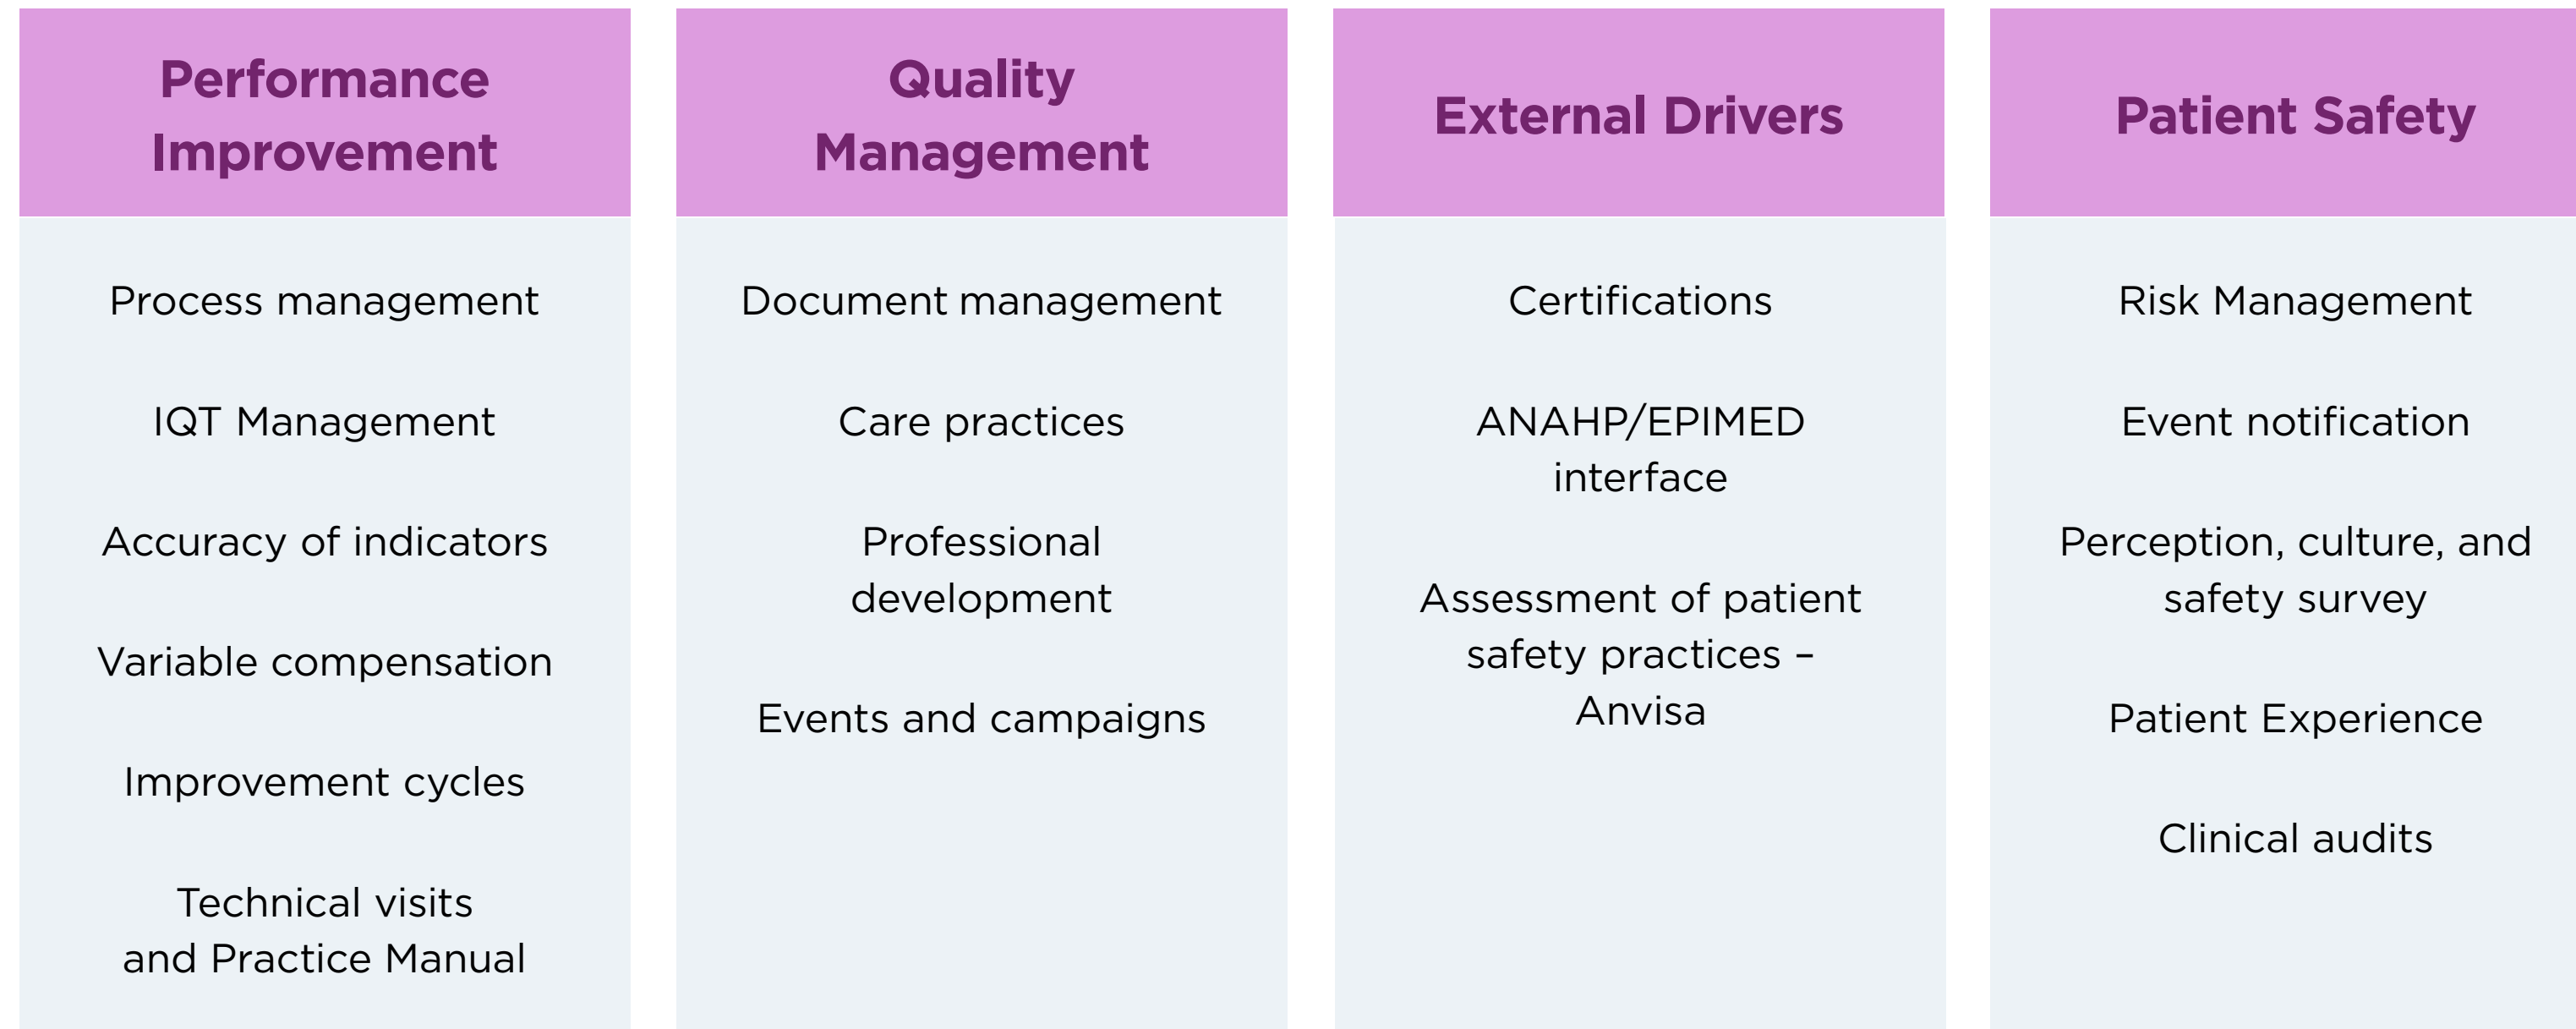 Performance
Improvement
Process management
IQT Management
Accuracy of indicators
Variable compensation
Improvement cycles
Technical visits
and Practice Manual
Quality
Management
Document management
Care practices
Professional
development
Events and campaigns
External Drivers
Certifications
ANAHP/EPIMED
interface
Assessment of patient
safety practices –
Anvisa
Patient Safety
Risk Management
Event notification
Perception, culture, and
safety survey
Patient Experience
Clinical audits